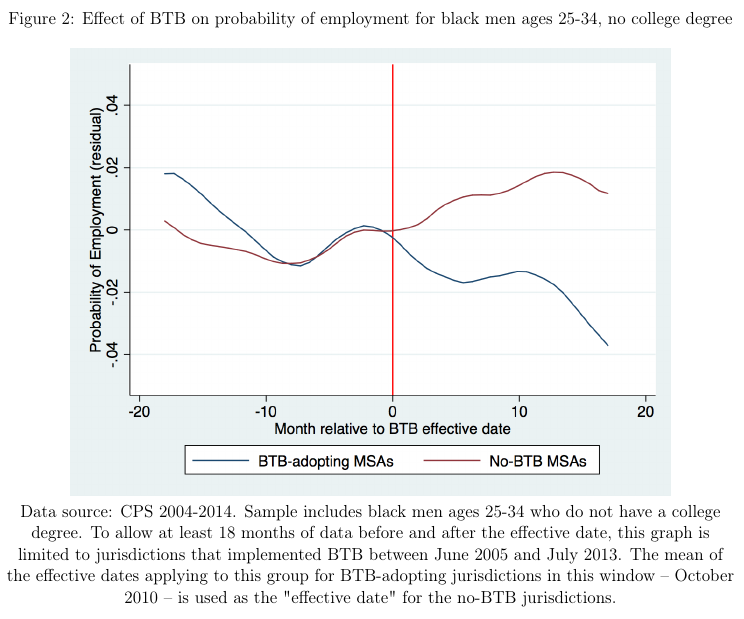 Figure 2: Effect of BTB on probability of employment for black men ages 25-34, no college degree
Probability of Employment (residual)
.04
.02
0
-.02
-.04
-20
-10
0
10
20
Month relative to BTB effective date
BTB-adopting MSAs
No-BTB MSAs
Data source: CPS 2004-2014. Sample includes black men ages 25-34 who do not have a college
degree. To allow at least 18 months of data before and after the effective date, this graph is
limited to jurisdictions that implemented BTB between June 2005 and July 2013. The mean of
the effective dates applying to this group for BTB-adopting jurisdictions in this window – October
2010 – is used as the "effective date" for the no-BTB jurisdictions.